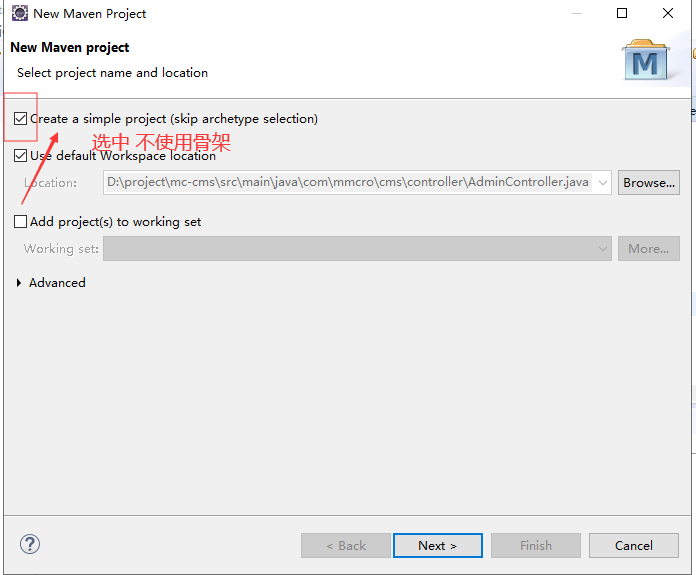 New Maven Project
New Maven project
Select project name and location
M
Create a simple project (skip archetype selection)
选中 不使用骨架
Use default Workspace location
Location:
D:\project\mc-cms\src\main\java\com\mmcro\cms\controller\AdminController.java
Browse...
Add project(s) to working set
Working set:
More...
Advanced
?
< Back
Next >
Finish
Cancel